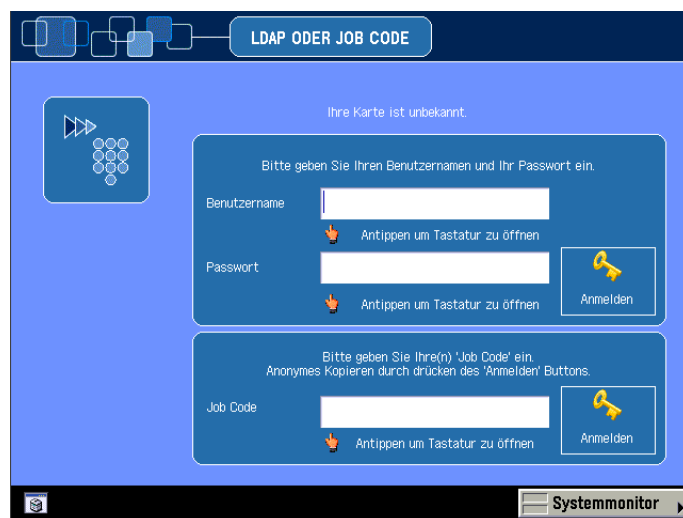 LDAP ODER JOB CODE
Ihre Karte ist unbekannt.
Bitte geben Sie Ihren Benutzernamen und Ihr Passwort ein.
Benutzername
Antippen um Tastatur zu öffnen
Passwort
Antippen um Tastatur zu öffnen
Anmelden
Bitte geben Sie Ihre(n) 'Job Code' ein.
Anonymes Kopieren durch drücken des 'Anmelden' Buttons.
Job Code
Antippen um Tastatur zu öffnen
Anmelden
Systemmonitor